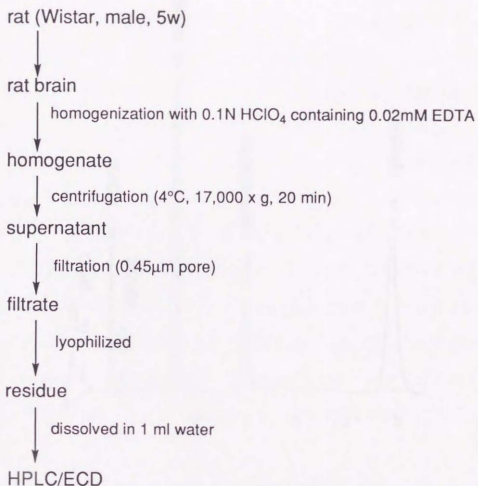 rat (Wistar, male, 5w)
rat brain
homogenization with 0.1N HClO₄ containing 0.02mM EDTA
homogenate
centrifugation (4°C, 17,000 x g, 20 min)
supernatant
filtration (0.45μm pore)
filtrate
lyophilized
residue
dissolved in 1 ml water
HPLC/ECD